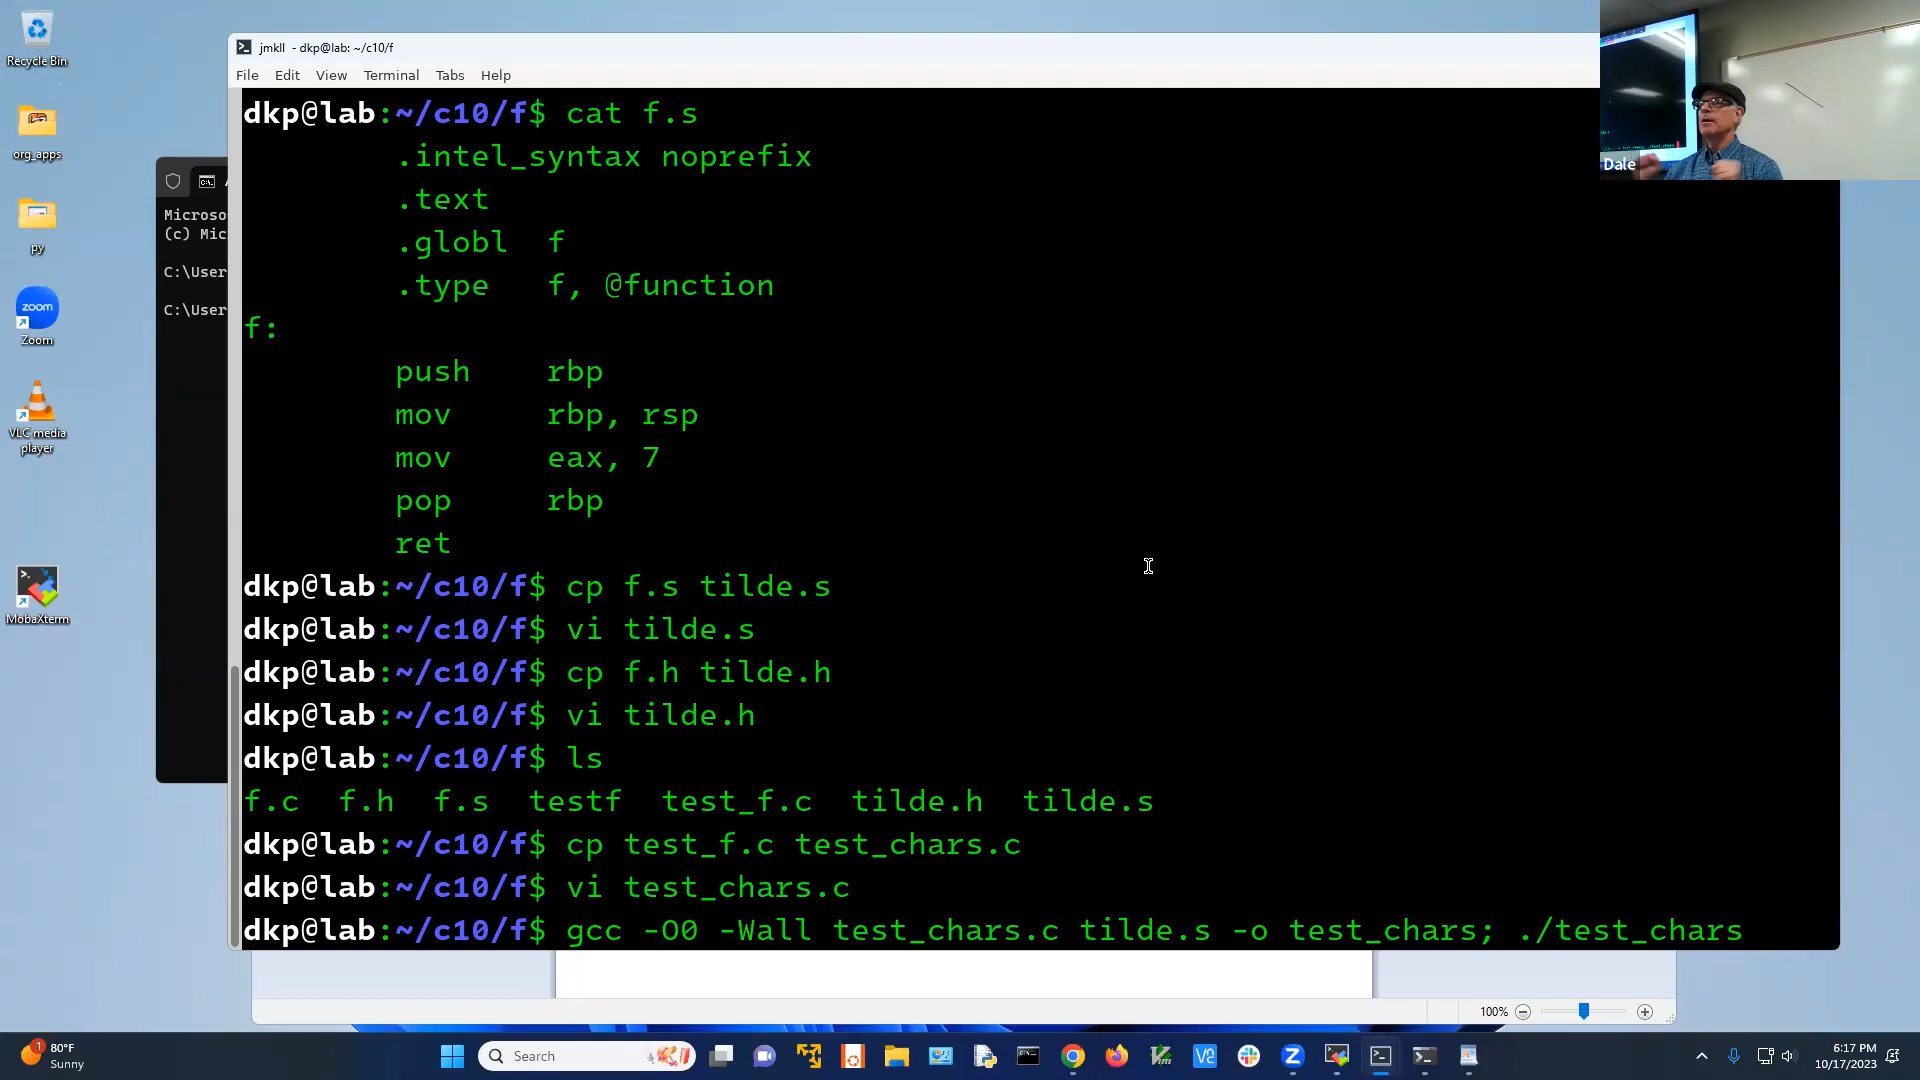 Recycle Bin
org_apps
py
zoom
Zoom
VLC media
player
MobaXterm
Microso
(c) Mic
C:\User
C:\User
jmkll - dkp@lab: ~/c10/f
File Edit View Terminal Tabs Help
dkp@lab:~/c10/f$ cat f.s
.intel_syntax noprefix
.text
.globl f
.type f, @function
f:
push rbp
mov rbp, rsp
mov eax, 7
pop rbp
ret
dkp@lab:~/c10/f$ cp f.s tilde.s
dkp@lab:~/c10/f$ vi tilde.s
dkp@lab:~/c10/f$ cp f.h tilde.h
dkp@lab:~/c10/f$ vi tilde.h
dkp@lab:~/c10/f$ ls
f.c f.h f.s testf test_f.c tilde.h tilde.s
dkp@lab:~/c10/f$ cp test_f.c test_chars.c
dkp@lab:~/c10/f$ vi test_chars.c
dkp@lab:~/c10/f$ gcc -O0 -Wall test_chars.c tilde.s -o test_chars; ./test_chars
Dale
100%
1
80°F
Sunny
Search
6:17 PM
10/17/2023